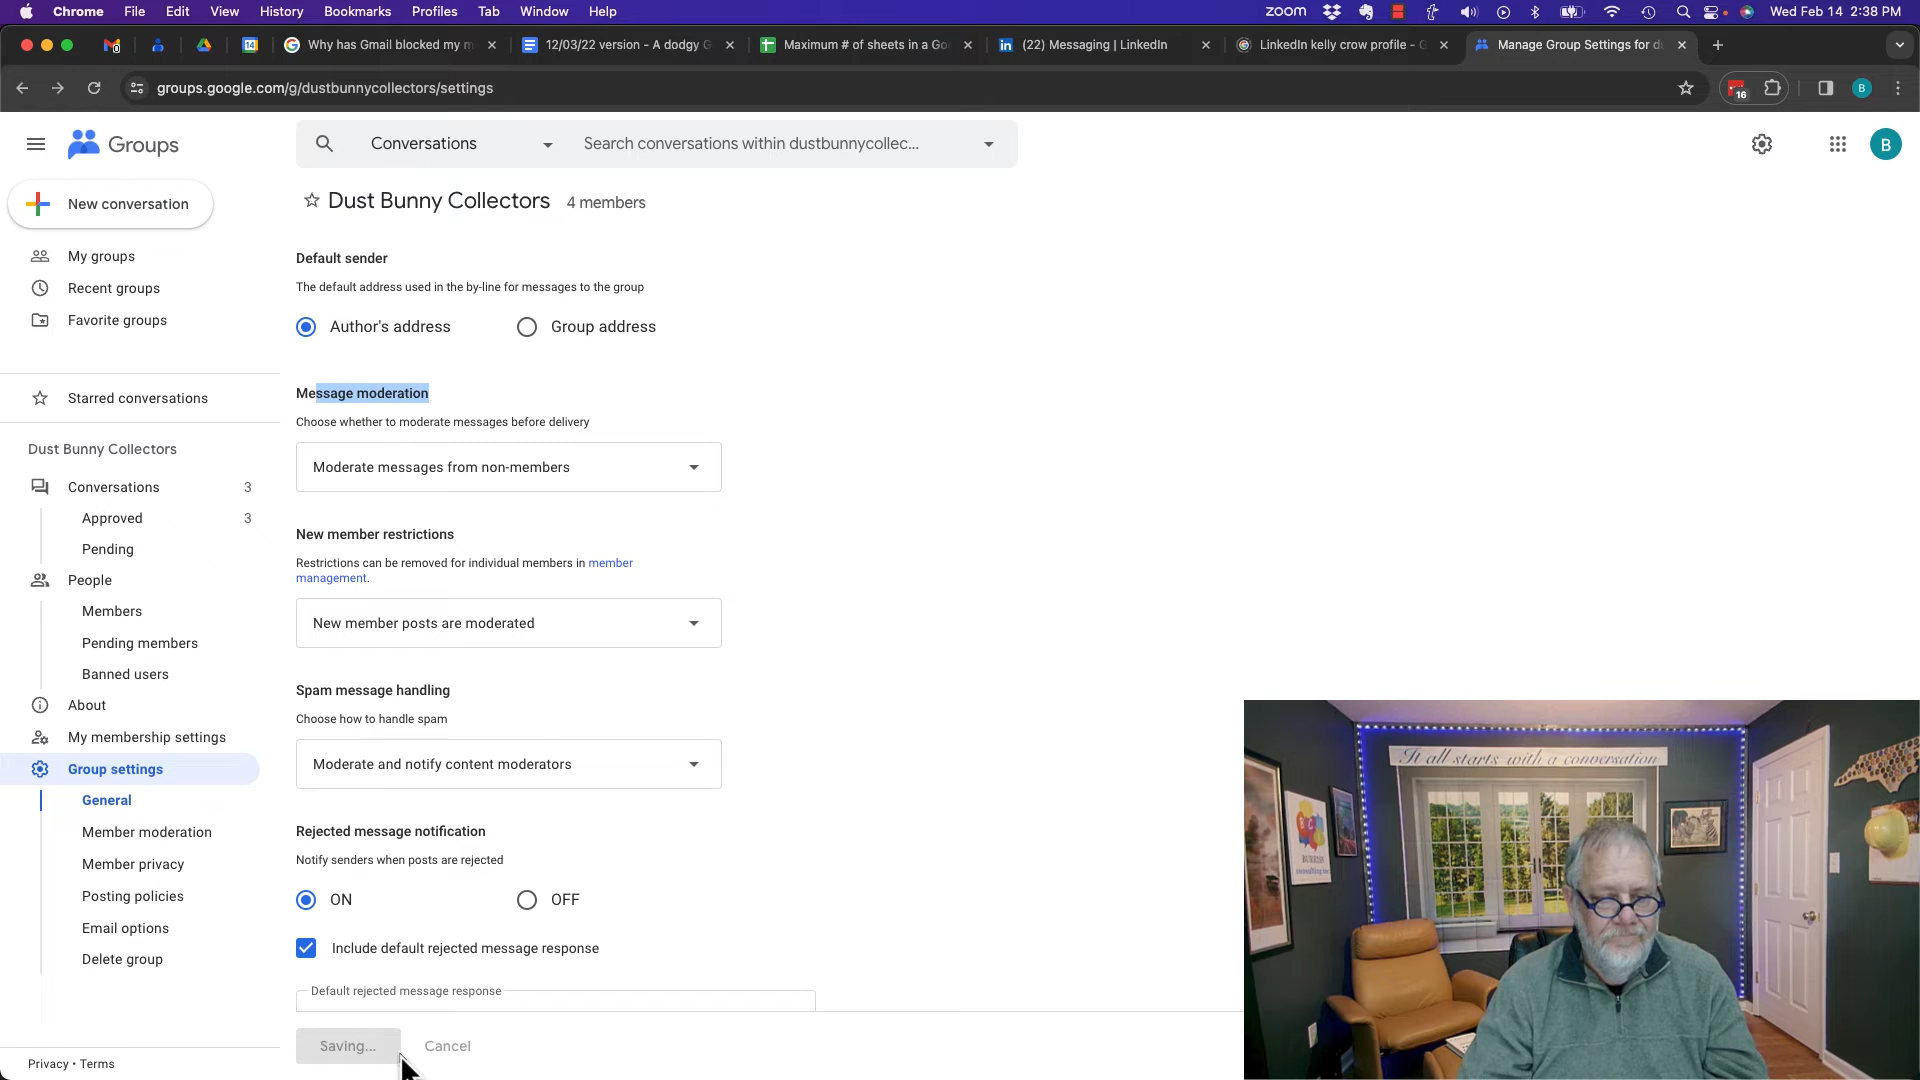 Chrome File Edit View History Bookmarks Profiles Tab Window Help
zoom Wed Feb 14 2:38 PM
Why has Gmail blocked my m
12/03/22 version - A dodgy G
Maximum # of sheets in a Goo
(22) Messaging | LinkedIn
LinkedIn kelly crow profile - G
Manage Group Settings for du
groups.google.com/g/dustbunnycollectors/settings
16
B
Groups
Conversations
Search conversations within dustbunnycollec...
B
New conversation
My groups
Recent groups
Favorite groups
Starred conversations
Dust Bunny Collectors
Conversations 3
Approved 3
Pending
People
Members
Pending members
Banned users
About
My membership settings
Group settings
General
Member moderation
Member privacy
Posting policies
Email options
Delete group
Privacy • Terms
Dust Bunny Collectors 4 members
Default sender
The default address used in the by-line for messages to the group
Author's address Group address
Message moderation
Choose whether to moderate messages before delivery
Moderate messages from non-members
New member restrictions
Restrictions can be removed for individual members in member
management.
New member posts are moderated
Spam message handling
Choose how to handle spam
Moderate and notify content moderators
Rejected message notification
Notify senders when posts are rejected
ON OFF
Include default rejected message response
Default rejected message response
Saving... Cancel
It all starts with a conversation